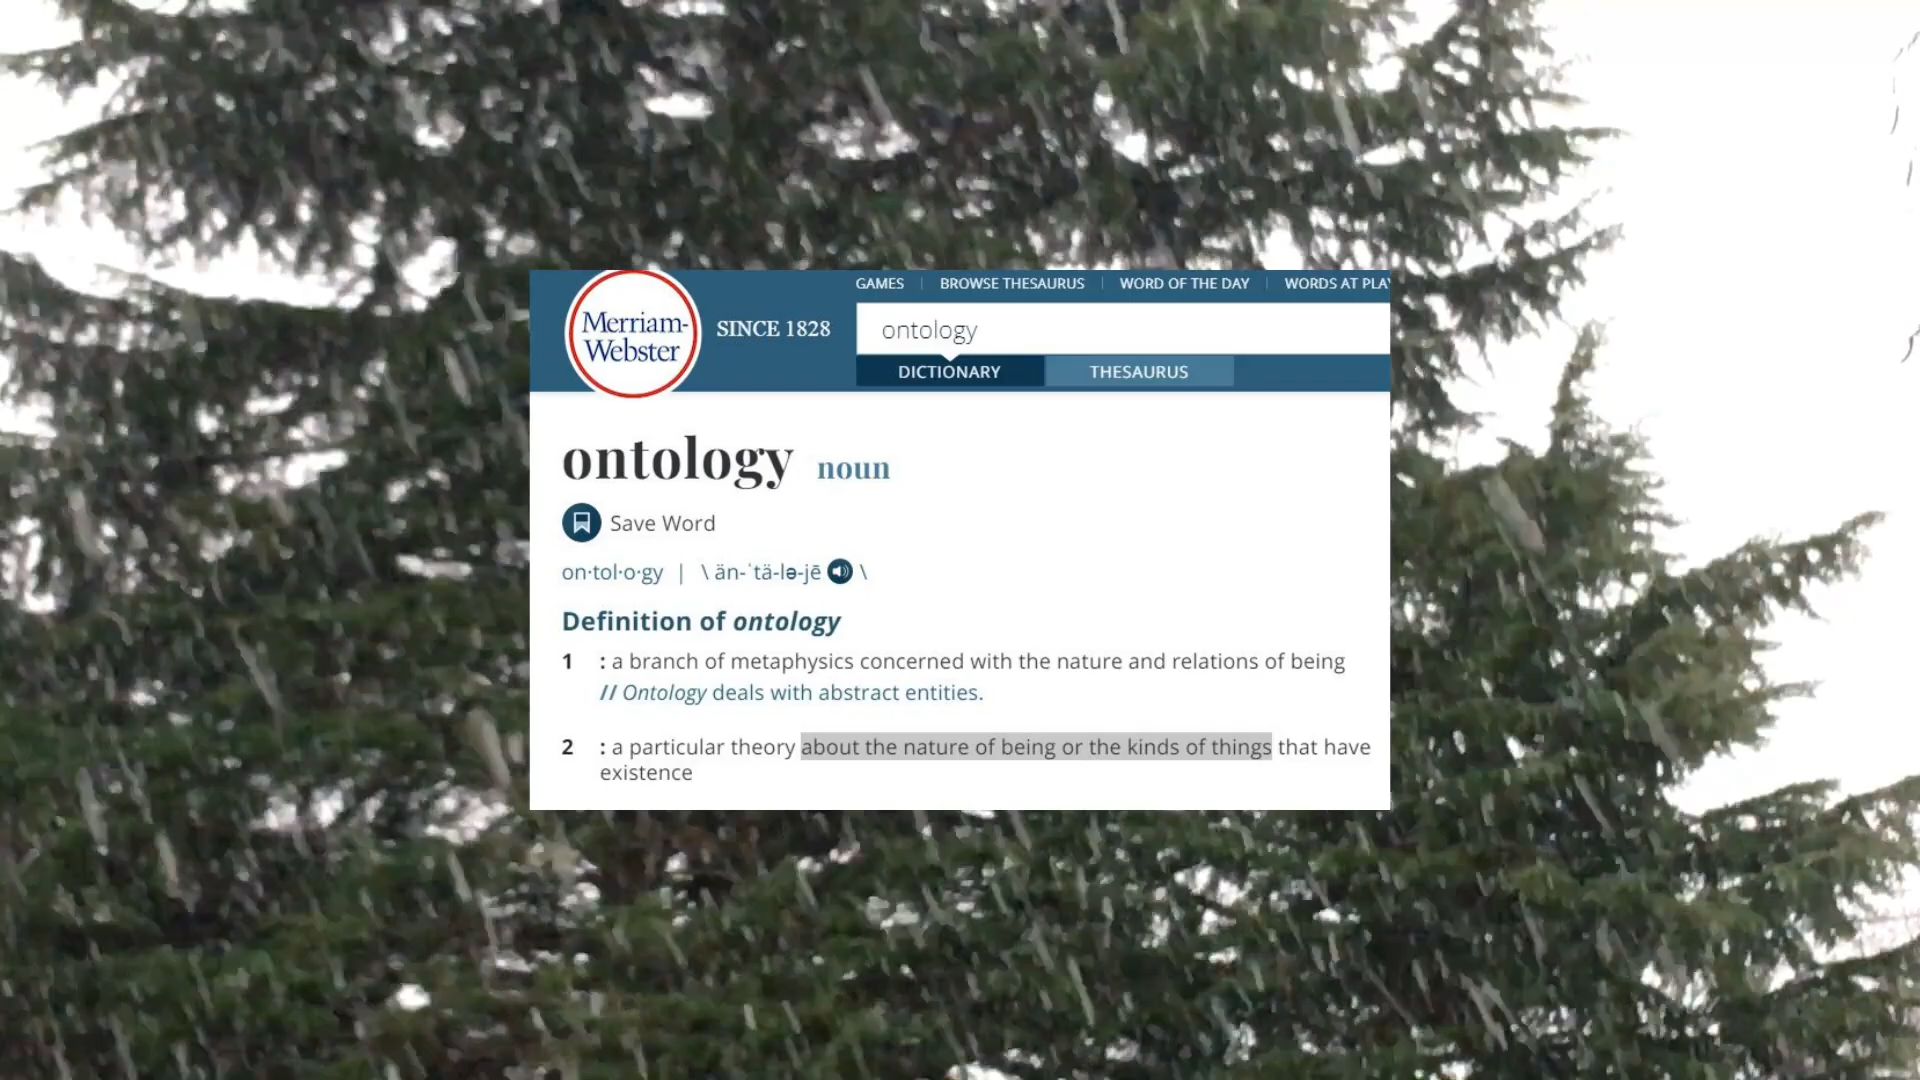 GAMES BROWSE THESAURUS WORD OF THE DAY WORDS AT PLA
Merriam-
Webster
SINCE 1828
ontology
DICTIONARY THESAURUS
ontology noun
Save Word
on·tol·o·gy | \ än-ˈtä-lə-jē \
Definition of ontology
1 : a branch of metaphysics concerned with the nature and relations of being
// Ontology deals with abstract entities.
2 : a particular theory about the nature of being or the kinds of things that have
existence